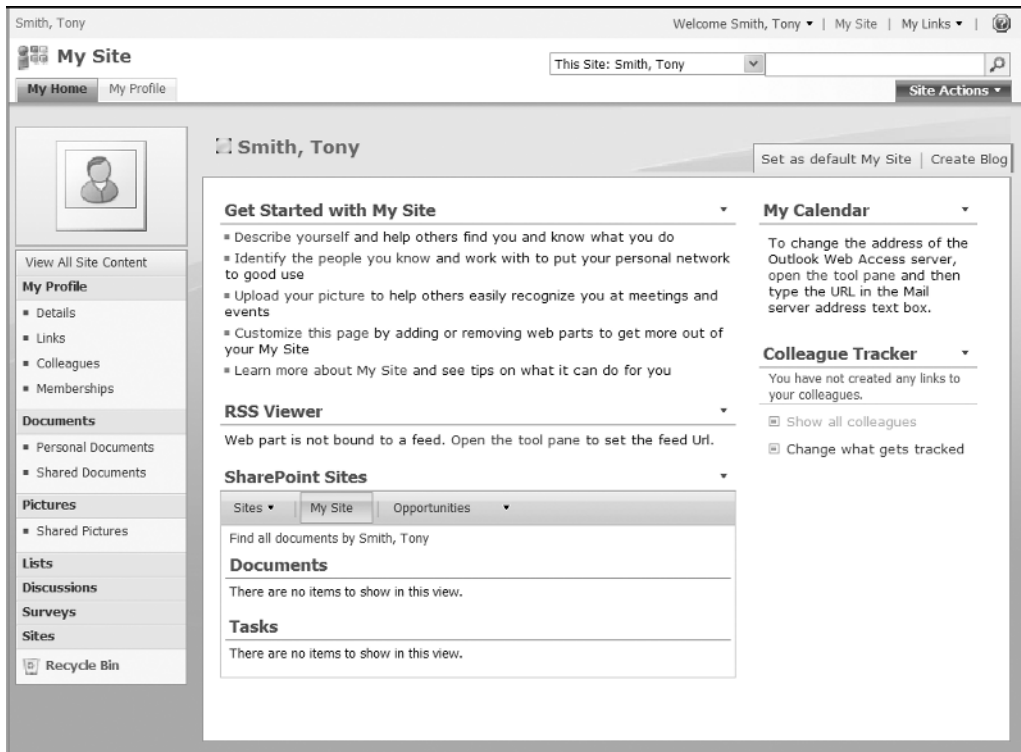 Smith, Tony
Welcome Smith, Tony | My Site | My Links |
My Site
This Site: Smith, Tony
My Home My Profile
Site Actions
Smith, Tony
Set as default My Site | Create Blog
View All Site Content
My Profile
Details
Links
Colleagues
Memberships
Documents
Personal Documents
Shared Documents
Pictures
Shared Pictures
Lists
Discussions
Surveys
Sites
Recycle Bin
Get Started with My Site
Describe yourself and help others find you and know what you do
Identify the people you know and work with to put your personal network
to good use
Upload your picture to help others easily recognize you at meetings and
events
Customize this page by adding or removing web parts to get more out of
your My Site
Learn more about My Site and see tips on what it can do for you
RSS Viewer
Web part is not bound to a feed. Open the tool pane to set the feed Url.
SharePoint Sites
Sites | My Site | Opportunities
Find all documents by Smith, Tony
Documents
There are no items to show in this view.
Tasks
There are no items to show in this view.
My Calendar
To change the address of the
Outlook Web Access server,
open the tool pane and then
type the URL in the Mail
server address text box.
Colleague Tracker
You have not created any links to
your colleagues.
Show all colleagues
Change what gets tracked